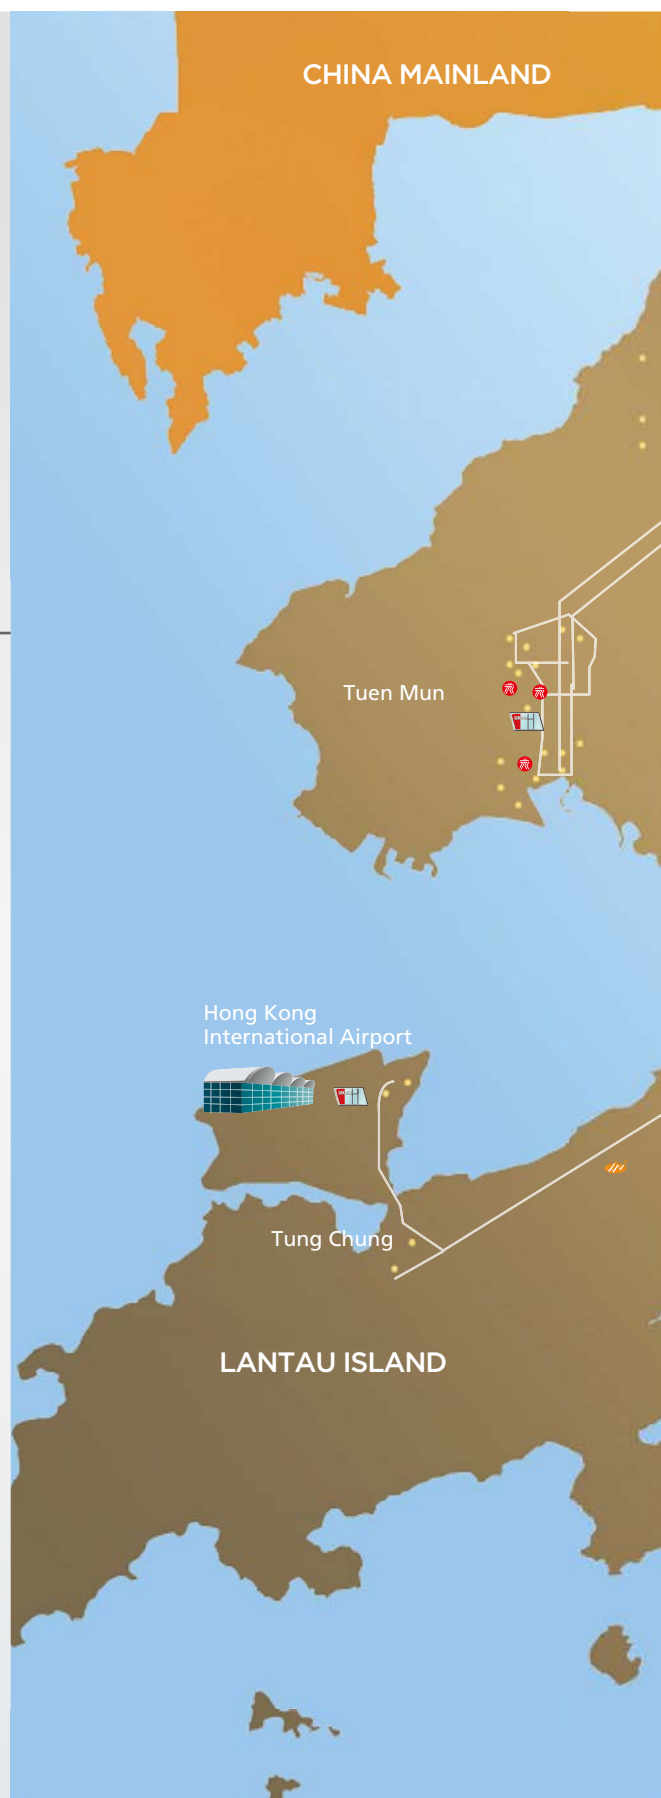 CHINA MAINLAND
Tuen Mun
Hong Kong
International Airport
Tung Chung
LANTAU ISLAND